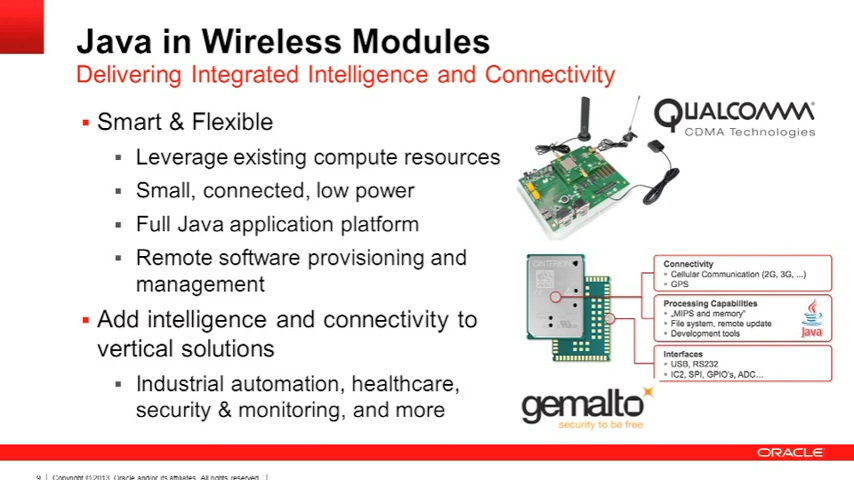 Java in Wireless Modules
Delivering Integrated Intelligence and Connectivity
Smart & Flexible
Leverage existing compute resources
Small, connected, low power
Full Java application platform
Remote software provisioning and
management
Add intelligence and connectivity to
vertical solutions
Industrial automation, healthcare,
security & monitoring, and more
QUALCOMM
CDMA Technologies
Connectivity
Cellular Communication (2G, 3G, ...)
GPS
Processing Capabilities
„MIPS and memory"
File system, remote update
Development tools
Java
Interfaces
USB, RS232
IC2, SPI, GPIO's, ADC...
gemalto
security to be free
ORACLE
9 Copyright © 2013, Oracle and/or its affiliates. All rights reserved.